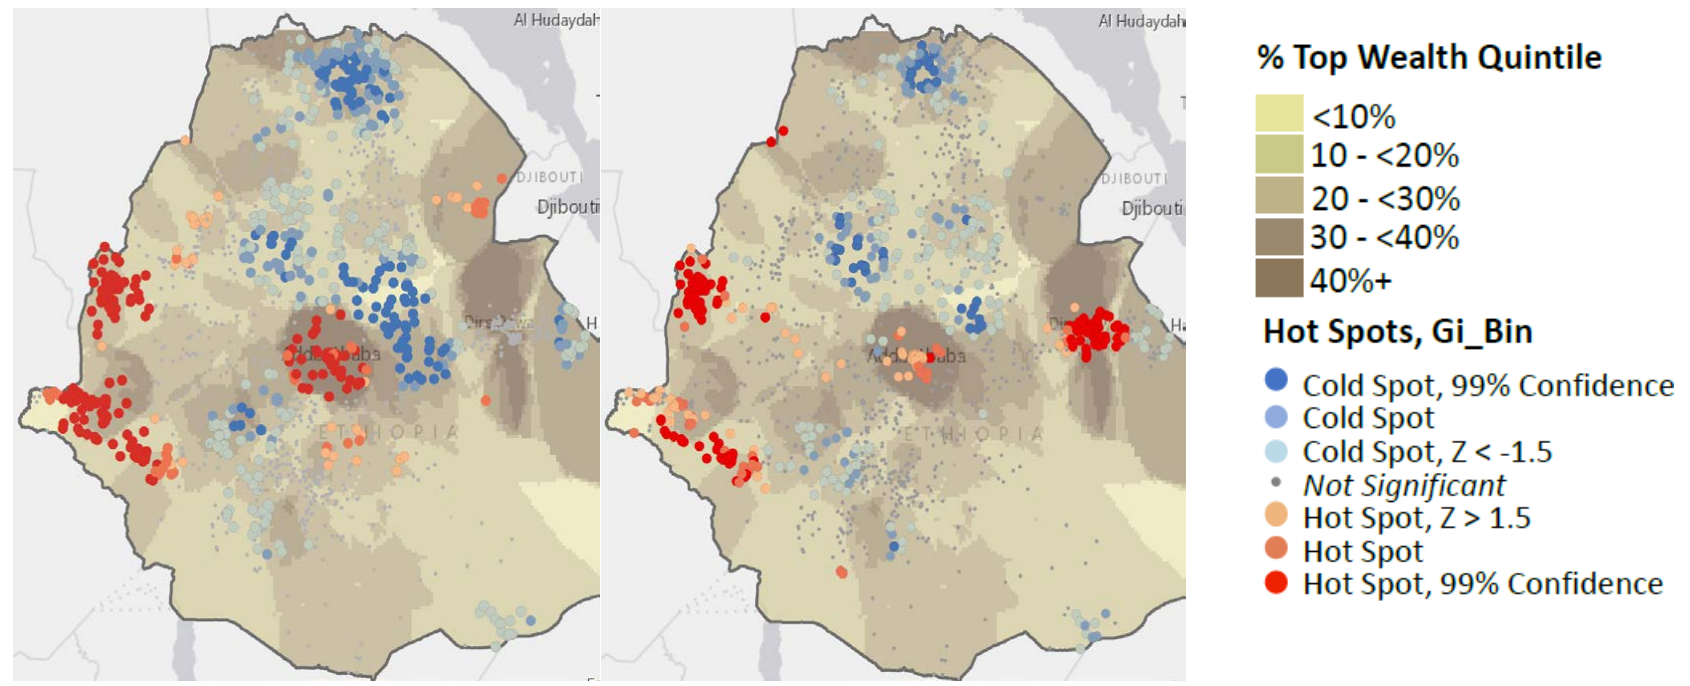 Al Hudaydah
DJIBOUTI
Djibouti
ETHIOPIA
Al Hudaydah
DJIBOUTI
Djibouti
Addis Ababa
ETHIOPIA
% Top Wealth Quintile
<10%
10 - <20%
20 - <30%
30 - <40%
40%+
Hot Spots, Gi_Bin
Cold Spot, 99% Confidence
Cold Spot
Cold Spot, Z < -1.5
Not Significant
Hot Spot, Z > 1.5
Hot Spot
Hot Spot, 99% Confidence